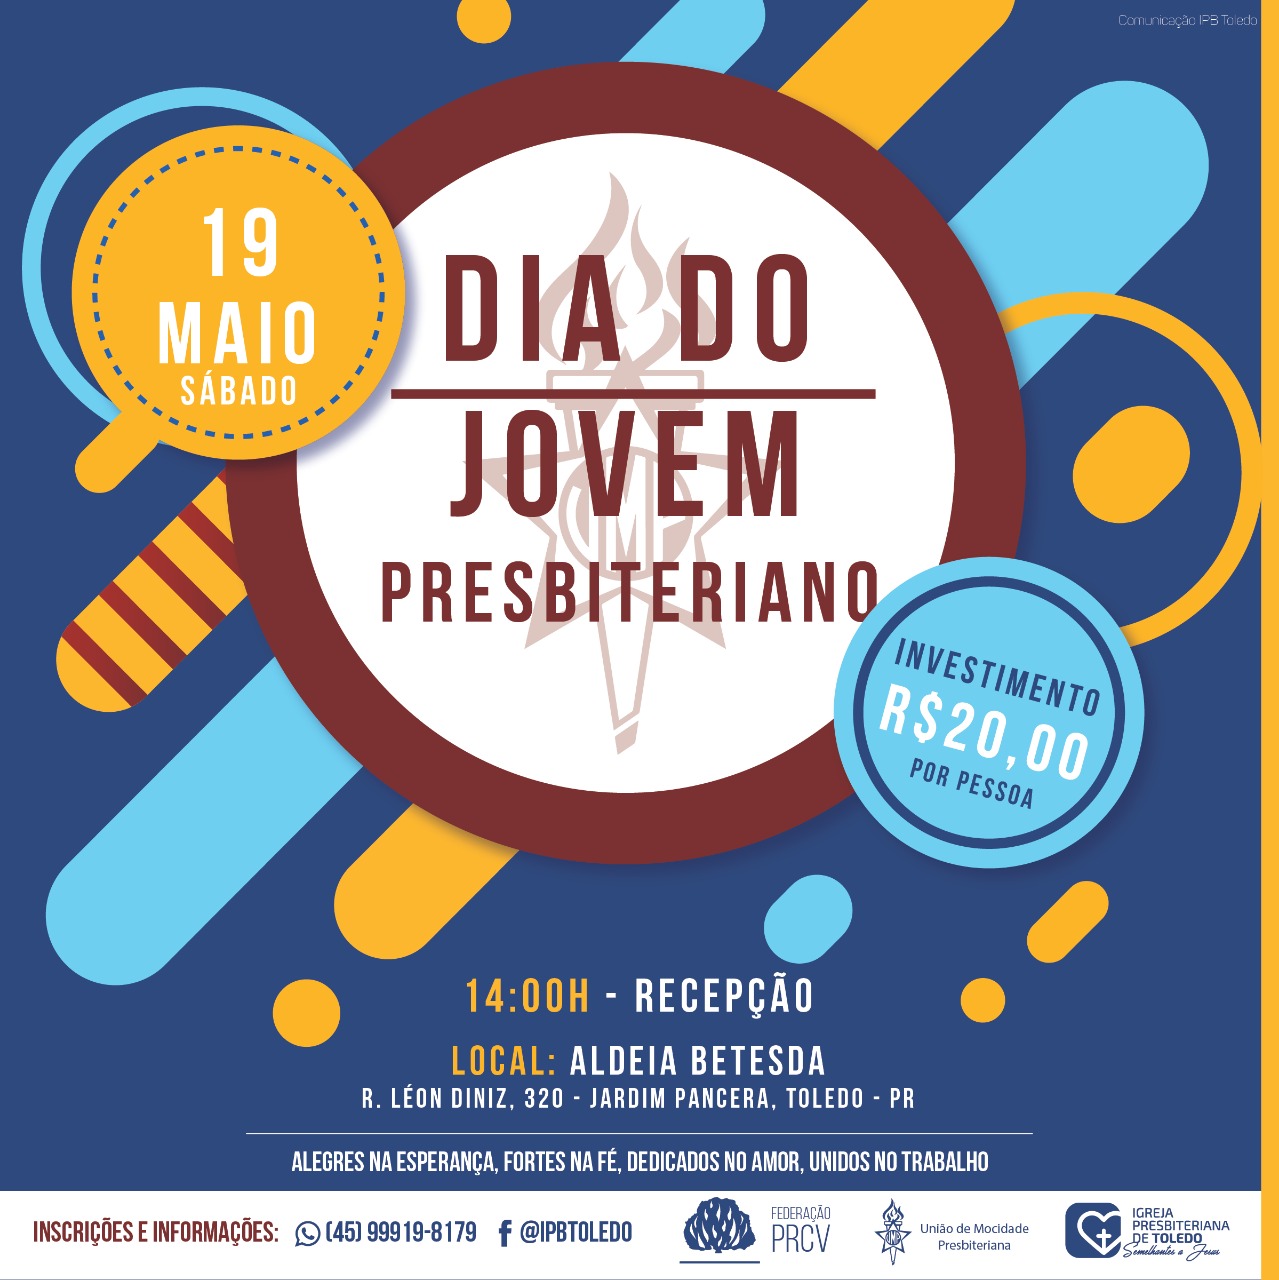 Comunicação IPB Toledo
19
MAIO
SÁBADO
DIA DO
JOVEM
PRESBITERIANO
INVESTIMENTO
R$20,00
POR PESSOA
14:00H - RECEPÇÃO
LOCAL: ALDEIA BETESDA
R. LÉON DINIZ, 320 - JARDIM PANCERA, TOLEDO - PR
ALEGRES NA ESPERANÇA, FORTES NA FÉ, DEDICADOS NO AMOR, UNIDOS NO TRABALHO
INSCRIÇÕES E INFORMAÇÕES: (45) 99919-8179 @IPBTOLEDO
FEDERAÇÃO
PRCV
União de Mocidade
Presbiteriana
IGREJA
PRESBITERIANA
DE TOLEDO
Semelhantes a Jesus